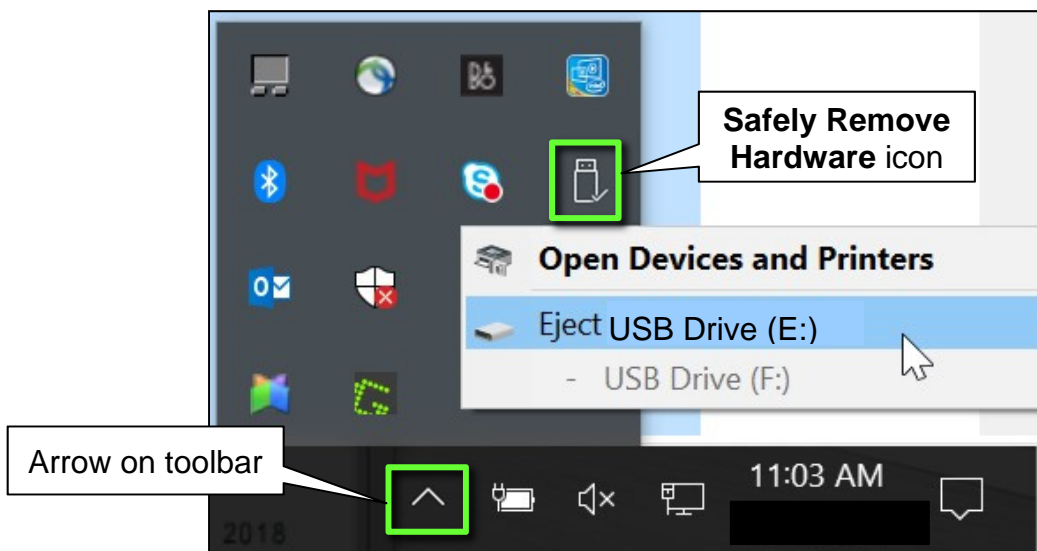 B&O
intel
Safely Remove
Hardware icon
Open Devices and Printers
Eject USB Drive (E:)
- USB Drive (F:)
Arrow on toolbar
11:03 AM
2018